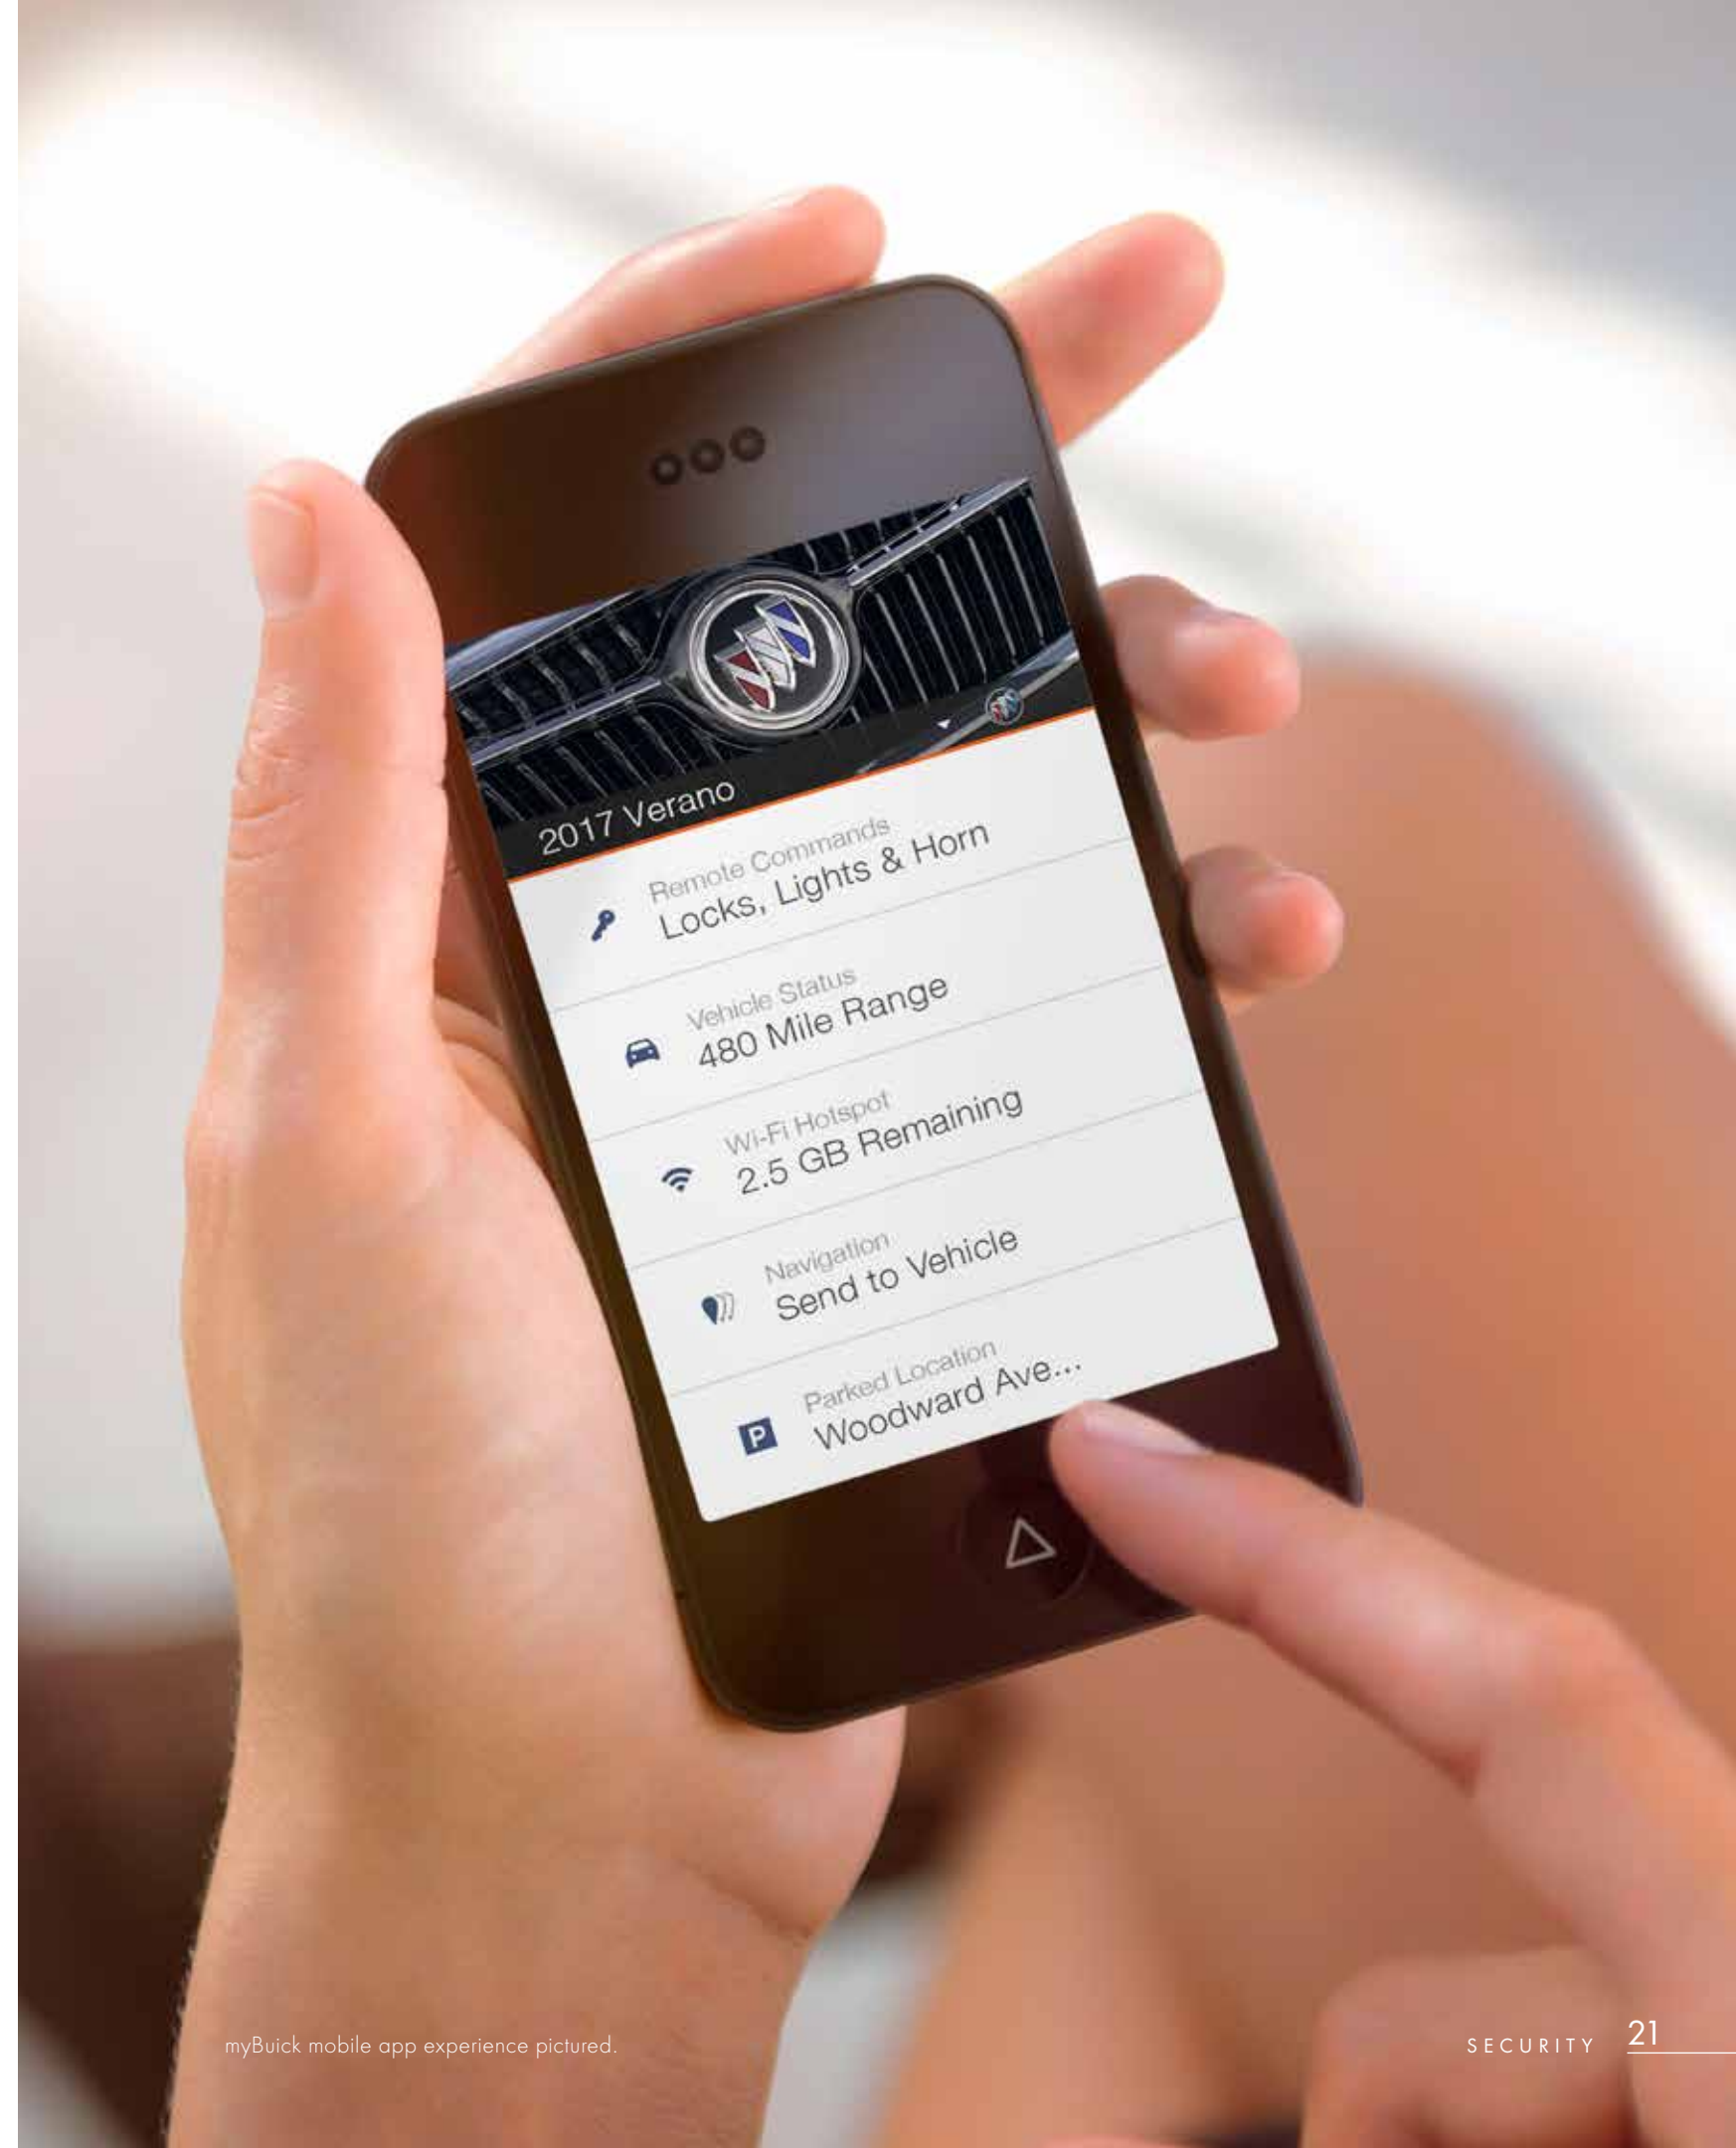 2017 Verano
Remote Commands
Locks, Lights & Horn
Vehicle Status
480 Mile Range
Wi-Fi Hotspot
2.5 GB Remaining
Navigation
Send to Vehicle
P
Parked Location
Woodward Ave...
myBuick mobile app experience pictured.
SECURITY 21